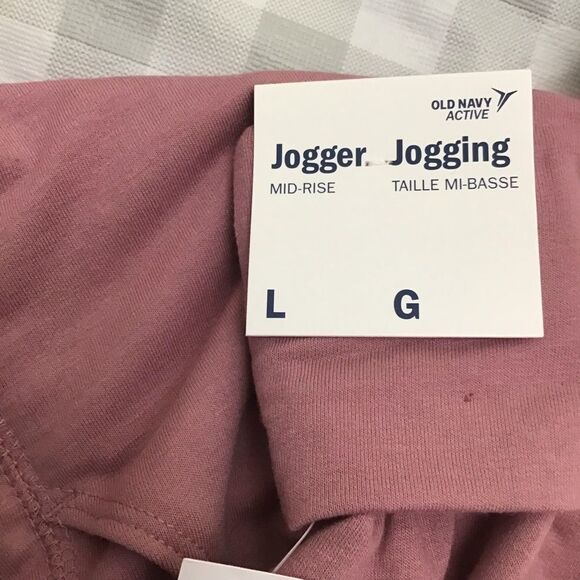 OLD NAVY
ACTIVE
Jogger Jogging
MID-RISE TAILLE MI-BASSE
L G